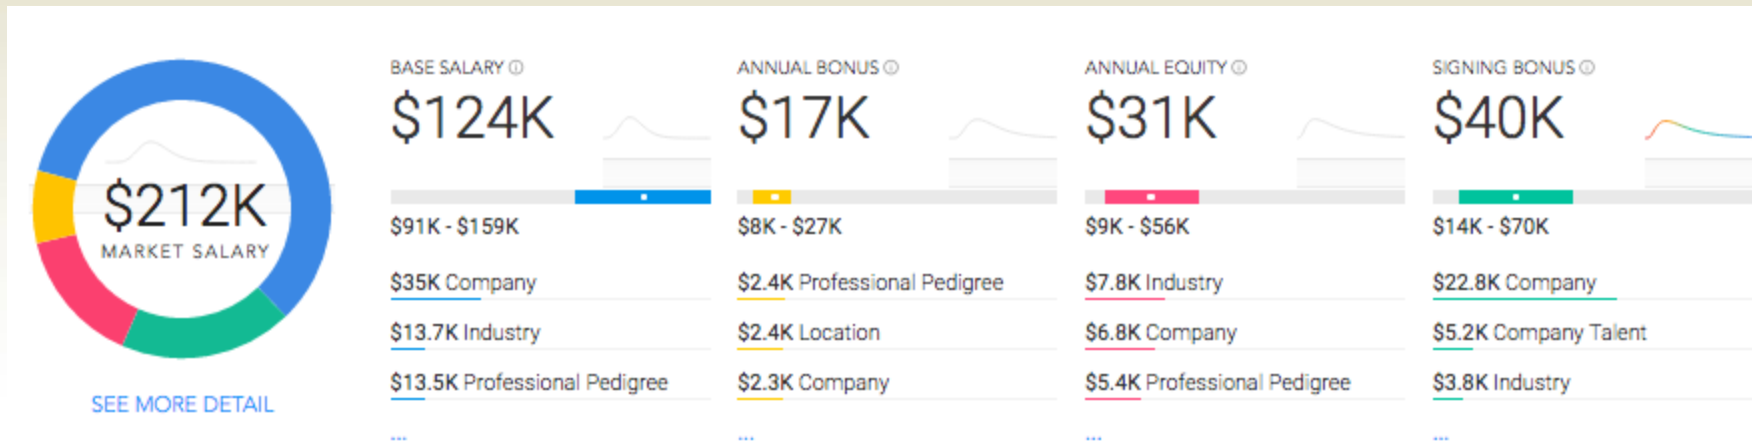 $212K
MARKET SALARY
SEE MORE DETAIL
BASE SALARY
$124K
$91K - $159K
$35K Company
$13.7K Industry
$13.5K Professional Pedigree
...
ANNUAL BONUS
$17K
$8K - $27K
$2.4K Professional Pedigree
$2.4K Location
$2.3K Company
...
ANNUAL EQUITY
$31K
$9K - $56K
$7.8K Industry
$6.8K Company
$5.4K Professional Pedigree
...
SIGNING BONUS
$40K
$14K - $70K
$22.8K Company
$5.2K Company Talent
$3.8K Industry
...